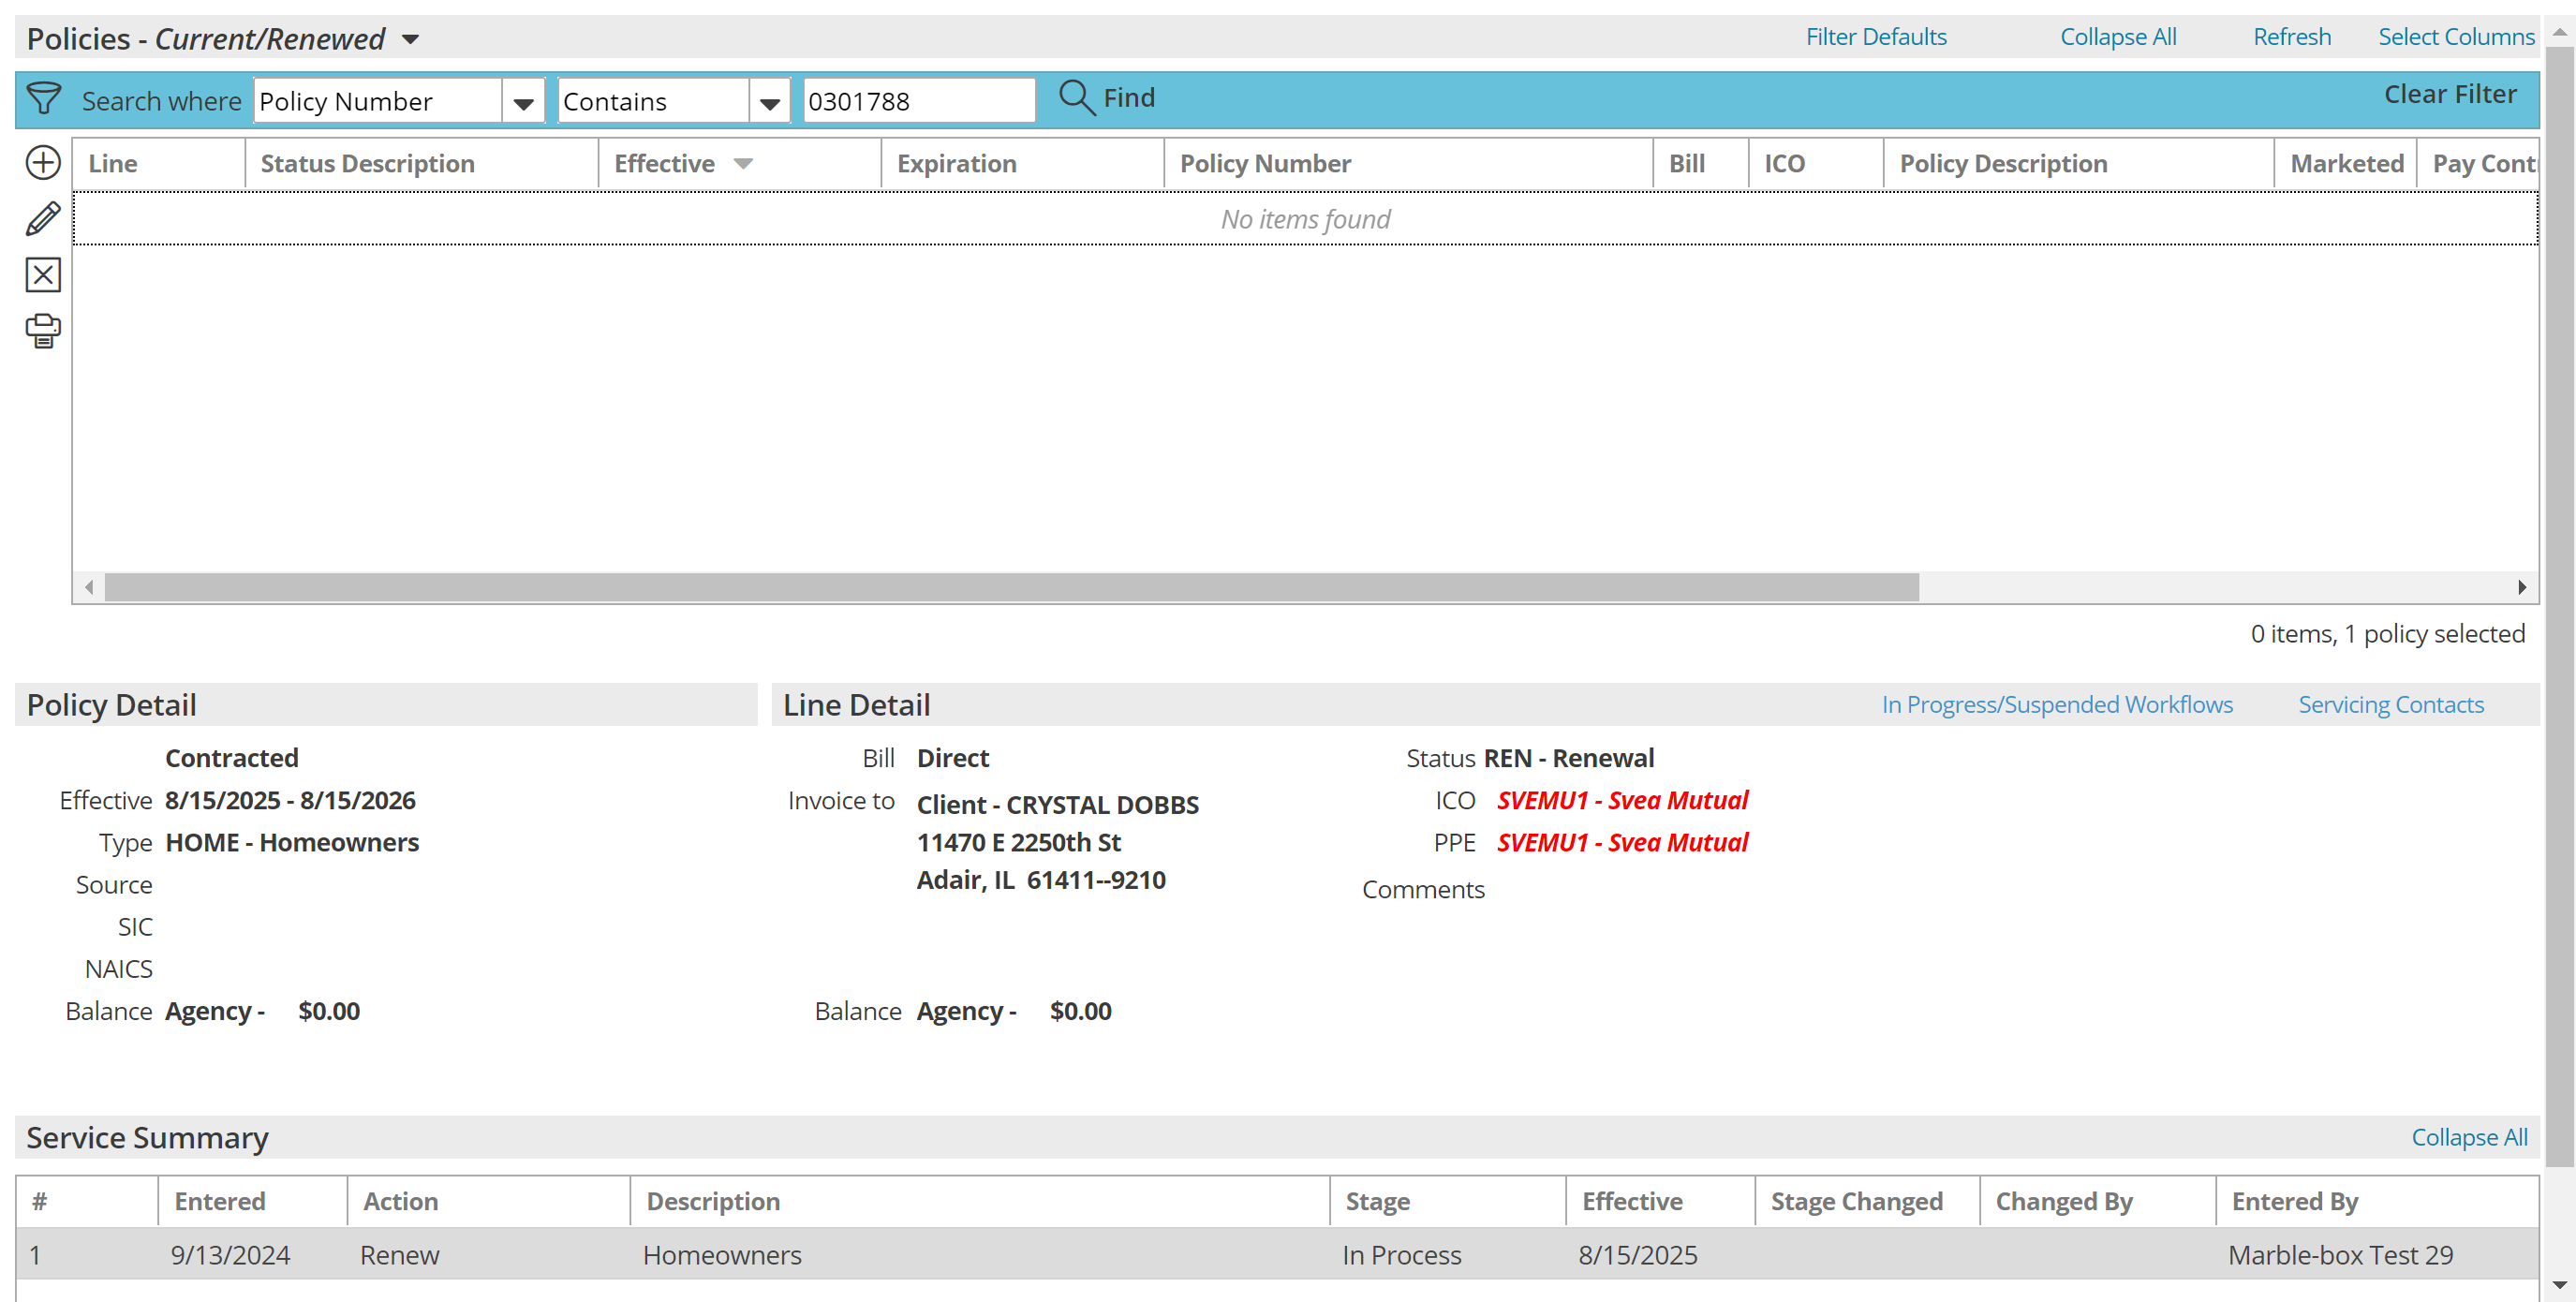 Policies - Current/Renewed
Filter Defaults Collapse All Refresh Select Columns
Search where Policy Number Contains 0301788 Find Clear Filter
Line Status Description Effective Expiration Policy Number Bill ICO Policy Description Marketed Pay Cont
No items found
0 items, 1 policy selected
Policy Detail
Contracted
Effective 8/15/2025 - 8/15/2026
Type HOME - Homeowners
Source
SIC
NAICS
Balance Agency - $0.00
Line Detail In Progress/Suspended Workflows Servicing Contacts
Bill Direct
Invoice to Client - CRYSTAL DOBBS
11470 E 2250th St
Adair, IL 61411--9210
Balance Agency - $0.00
Status REN - Renewal
ICO SVEMU1 - Svea Mutual
PPE SVEMU1 - Svea Mutual
Comments
Service Summary Collapse All
# Entered Action Description Stage Effective Stage Changed Changed By Entered By
1 9/13/2024 Renew Homeowners In Process 8/15/2025 Marble-box Test 29